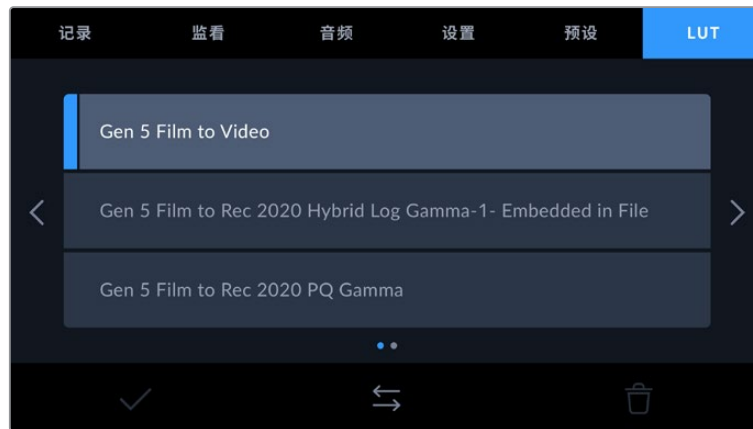 记录 监看 音频 设置 预设 LUT
Gen 5 Film to Video
Gen 5 Film to Rec 2020 Hybrid Log Gamma-1- Embedded in File
Gen 5 Film to Rec 2020 PQ Gamma